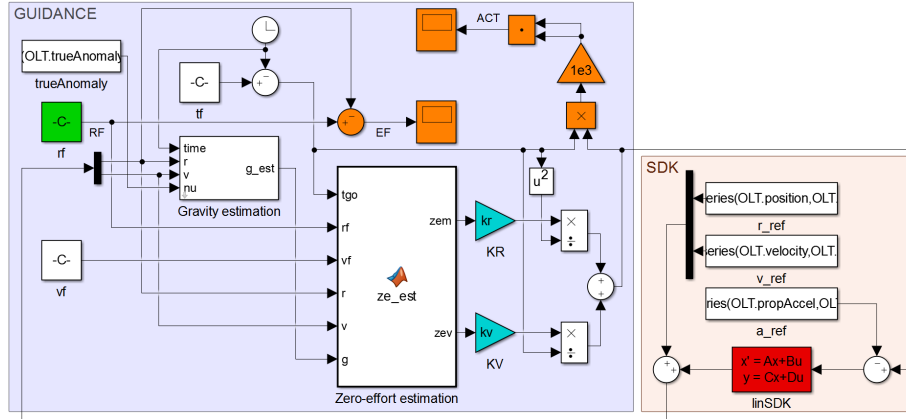 GUIDANCE
ACT
(OLT.trueAnomaly
trueAnomaly
-C-
tf
+ -
1e3
-C-
RF
rf
+ -
EF
×
time
r
v
nu
g_est
Gravity estimation
u²
SDK
tgo
rf
vf
r
v
g
ze_est
zem
zev
Zero-effort estimation
-C-
vf
kr
KR
×
÷
+
+
kv
KV
×
÷
eries(OLT.position,OLT.
r_ref
eries(OLT.velocity,OLT.
v_ref
ries(OLT.propAccel,OL
a_ref
x' = Ax+Bu
y = Cx+Du
linSDK
+
+
-
+